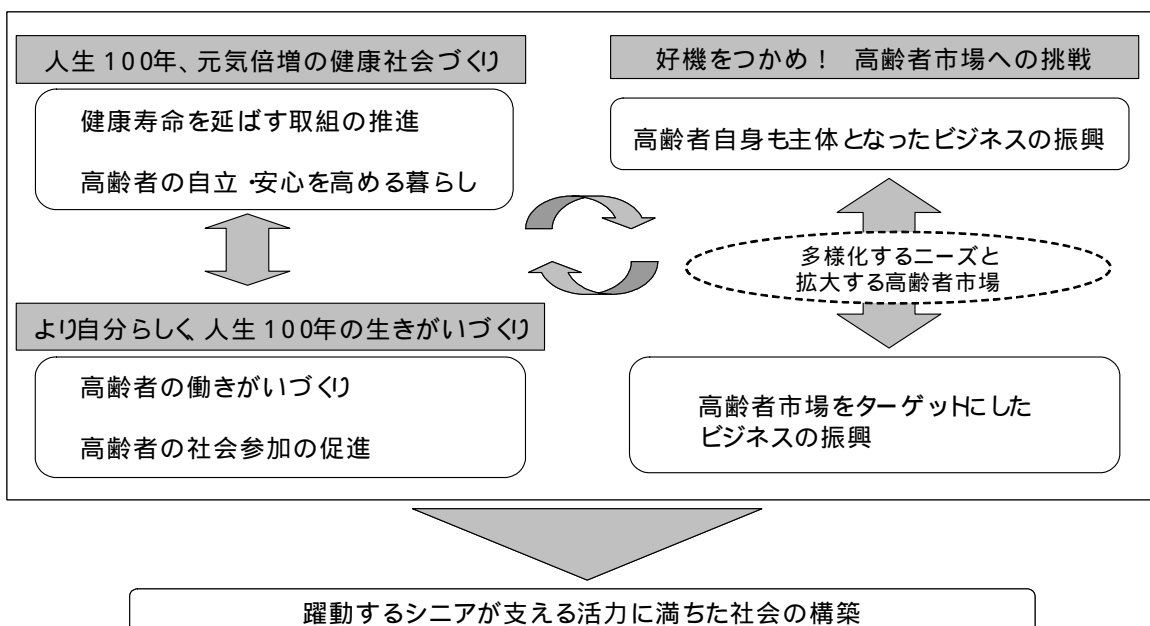 人生100年、元気倍増の健康社会づくり
健康寿命を延ばす取組の推進
高齢者の自立・安心を高める暮らし
より自分らしく、人生100年の生きがいづくり
高齢者の働きがいづくり
高齢者の社会参加の促進
好機をつかめ! 高齢者市場への挑戦
高齢者自身も主体となったビジネスの振興
多様化するニーズと
拡大する高齢者市場
高齢者市場をターゲットにした
ビジネスの振興
躍動するシニアが支える活力に満ちた社会の構築